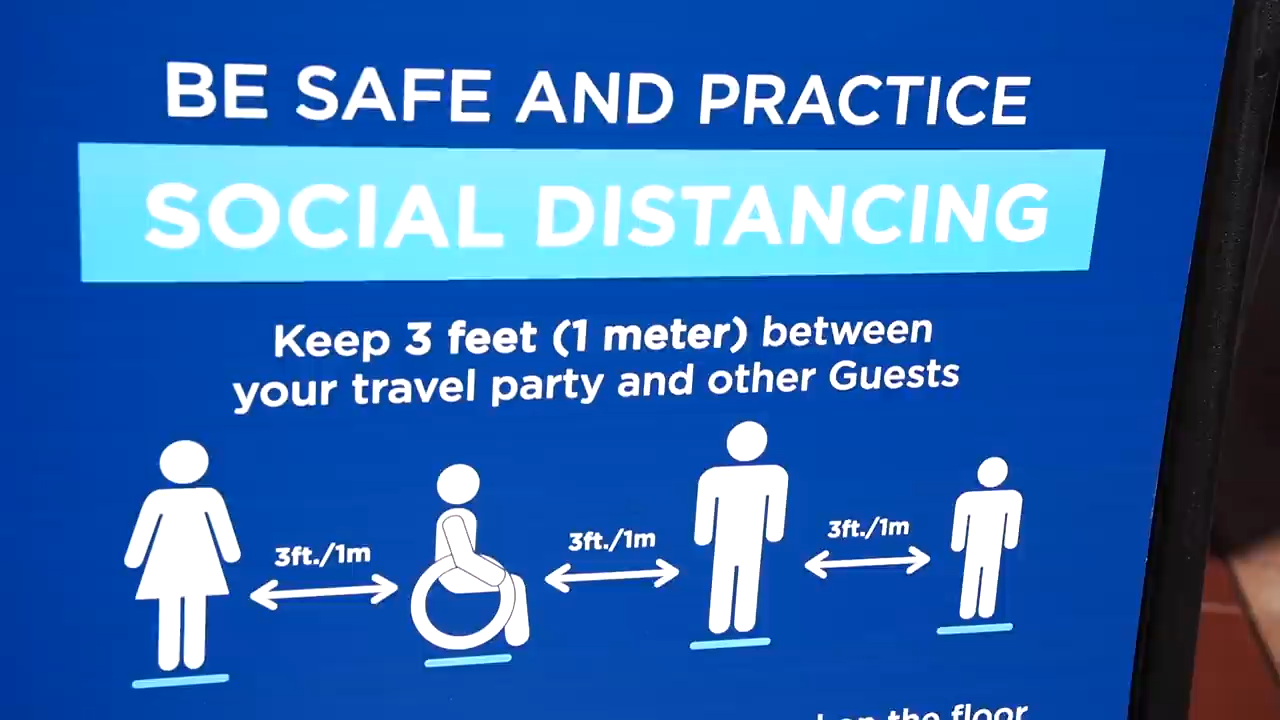 BE SAFE AND PRACTICE
SOCIAL DISTANCING
Keep 3 feet (1 meter) between
your travel party and other Guests
3ft./1m
3ft./1m
3ft./1m
the floor